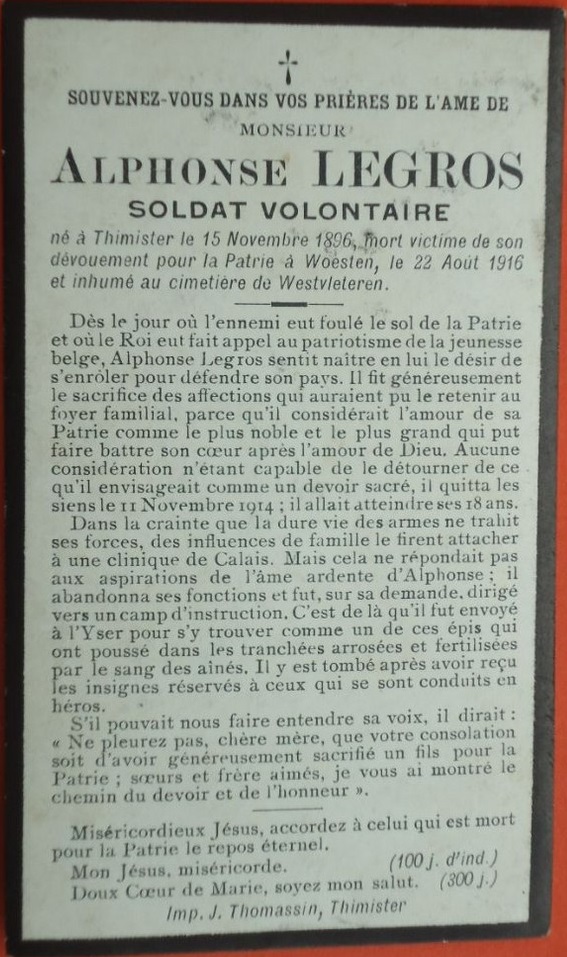 SOUVENEZ-VOUS DANS VOS PRIÈRES DE L'AME DE
MONSIEUR
ALPHONSE LEGROS
SOLDAT VOLONTAIRE
né à Thimister le 15 Novembre 1896, mort victime de son
dévouement pour la Patrie à Woesten, le 22 Août 1916
et inhumé au cimetière de Westvleteren.
Dès le jour où l'ennemi eut foulé le sol de la Patrie
et où le Roi eut fait appel au patriotisme de la jeunesse
belge, Alphonse Legros sentit naître en lui le désir de
s'enrôler pour défendre son pays. Il fit généreusement
le sacrifice des affections qui auraient pu le retenir au
foyer familial, parce qu'il considérait l'amour de sa
Patrie comme le plus noble et le plus grand qui put
faire battre son cœur après l'amour de Dieu. Aucune
considération n'étant capable de le détourner de ce
qu'il envisageait comme un devoir sacré, il quitta les
siens le 11 Novembre 1914 ; il allait atteindre ses 18 ans.
Dans la crainte que la dure vie des armes ne trahit
ses forces, des influences de famille le firent attacher
à une clinique de Calais. Mais cela ne répondait pas
aux aspirations de l'âme ardente d'Alphonse ; il
abandonna ses fonctions et fut, sur sa demande, dirigé
vers un camp d'instruction. C'est de là qu'il fut envoyé
à l'Yser pour s'y trouver comme un de ces épis qui
ont poussé dans les tranchées arrosées et fertilisées
par le sang des aînés. Il y est tombé après avoir reçu
les insignes réservés à ceux qui se sont conduits en
héros.
S'il pouvait nous faire entendre sa voix, il dirait :
« Ne pleurez pas, chère mère, que votre consolation
soit d'avoir généreusement sacrifié un fils pour la
Patrie ; sœurs et frère aimés, je vous ai montré le
chemin du devoir et de l'honneur ».
Miséricordieux Jésus, accordez à celui qui est mort
pour la Patrie le repos éternel.
Mon Jésus, miséricorde. (100 j. d'ind.)
Doux Cœur de Marie, soyez mon salut. (300 j.)
Imp. J. Thomassin, Thimister